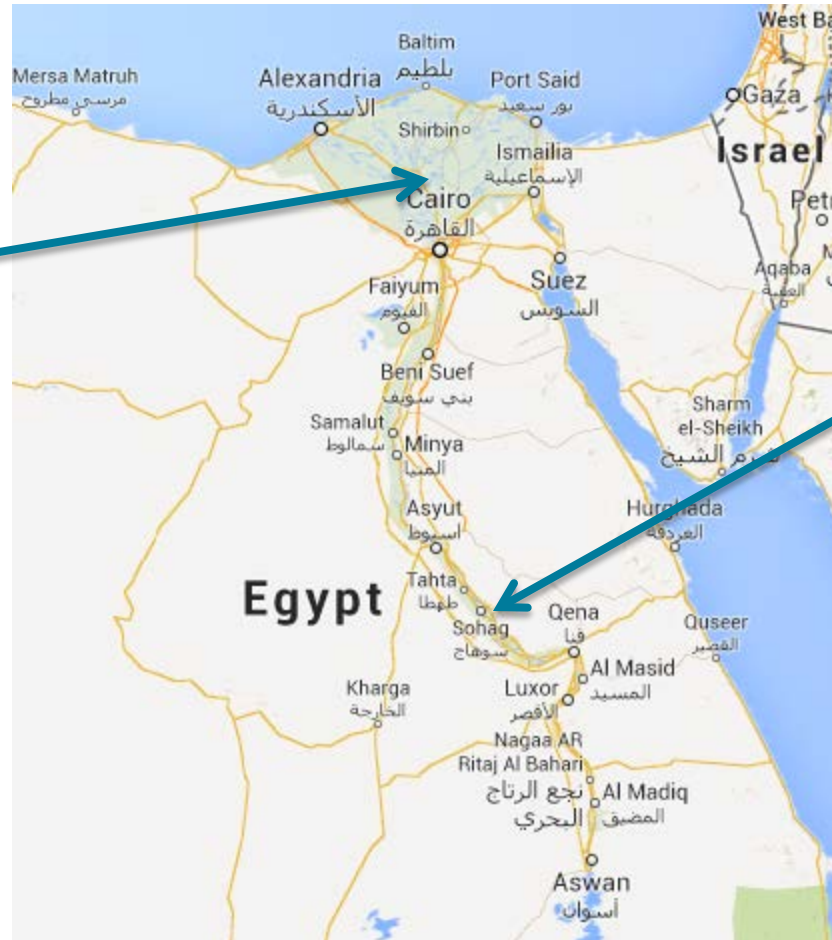 West Ba
Baltim
بلطيم
Mersa Matruh
مرسى مطروح
Alexandria
الأسكندرية
Port Said
بور سعيد
Gaza
Shirbin
Ismailia
الإسماعيلية
Israel
Cairo
القاهرة
Petr
Faiyum
الفيوم
Suez
السويس
Aqaba
العقبة
Beni Suef
بني سويف
Samalut
سمالوط
Minya
المنيا
Sharm
el-Sheikh
شرم الشيخ
Asyut
أسيوط
Hurghada
الغردقة
Egypt
Tahta
طهطا
Sohag
سوهاج
Qena
قنا
Quseer
القصير
Kharga
الخارجة
Luxor
الأقصر
Al Masid
المسيد
Nagaa AR
Ritaj Al Bahari
نجع الرتاج
البحري
Al Madiq
المضيق
Aswan
أسوان